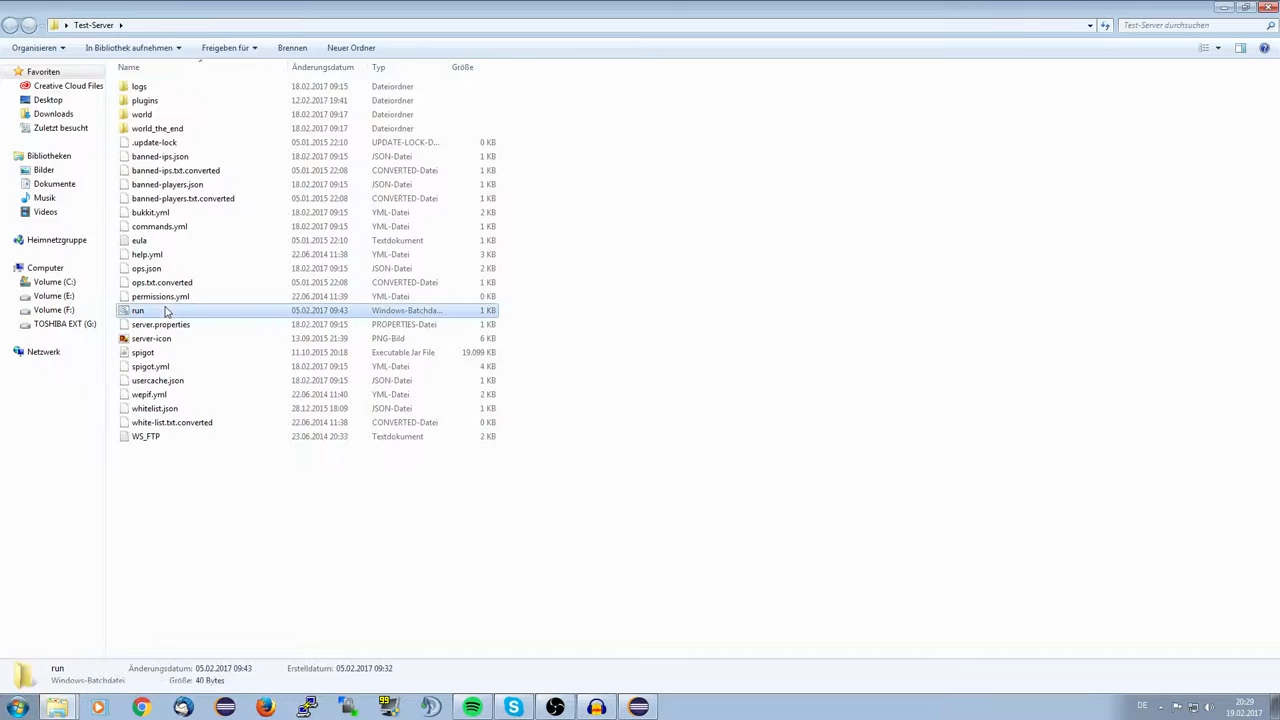 Test-Server
Test-Server durchsuchen
Organisieren In Bibliothek aufnehmen Freigeben für Brennen Neuer Ordner
Name Änderungsdatum Typ Größe
Favoriten
Creative Cloud Files
Desktop
Downloads
Zuletzt besucht
Bibliotheken
Bilder
Dokumente
Musik
Videos
Heimnetzgruppe
Computer
Volume (C:)
Volume (E:)
Volume (F:)
TOSHIBA EXT (G:)
Netzwerk
logs 18.02.2017 09:15 Dateiordner
plugins 12.02.2017 19:41 Dateiordner
world 18.02.2017 09:17 Dateiordner
world_the_end 18.02.2017 09:17 Dateiordner
.update-lock 05.01.2015 22:10 UPDATE-LOCK-D... 0 KB
banned-ips.json 18.02.2017 09:15 JSON-Datei 1 KB
banned-ips.txt.converted 05.01.2015 22:08 CONVERTED-Datei 1 KB
banned-players.json 18.02.2017 09:15 JSON-Datei 1 KB
banned-players.txt.converted 05.01.2015 22:08 CONVERTED-Datei 1 KB
bukkit.yml 18.02.2017 09:15 YML-Datei 2 KB
commands.yml 18.02.2017 09:15 YML-Datei 1 KB
eula 05.01.2015 22:10 Textdokument 1 KB
help.yml 22.06.2014 11:38 YML-Datei 3 KB
ops.json 18.02.2017 09:15 JSON-Datei 2 KB
ops.txt.converted 05.01.2015 22:08 CONVERTED-Datei 1 KB
permissions.yml 22.06.2014 11:39 YML-Datei 0 KB
run 05.02.2017 09:43 Windows-Batchda... 1 KB
server.properties 18.02.2017 09:15 PROPERTIES-Datei 1 KB
server-icon 13.09.2015 21:39 PNG-Bild 6 KB
spigot 11.10.2015 20:18 Executable Jar File 19.099 KB
spigot.yml 18.02.2017 09:15 YML-Datei 4 KB
usercache.json 18.02.2017 09:15 JSON-Datei 1 KB
wepif.yml 22.06.2014 11:40 YML-Datei 2 KB
whitelist.json 28.12.2015 18:09 JSON-Datei 1 KB
white-list.txt.converted 22.06.2014 11:38 CONVERTED-Datei 0 KB
WS_FTP 23.06.2014 20:33 Textdokument 2 KB
run Änderungsdatum: 05.02.2017 09:43 Erstelldatum: 05.02.2017 09:32
Windows-Batchdatei Größe: 40 Bytes
99
DE
20:29
19.02.2017